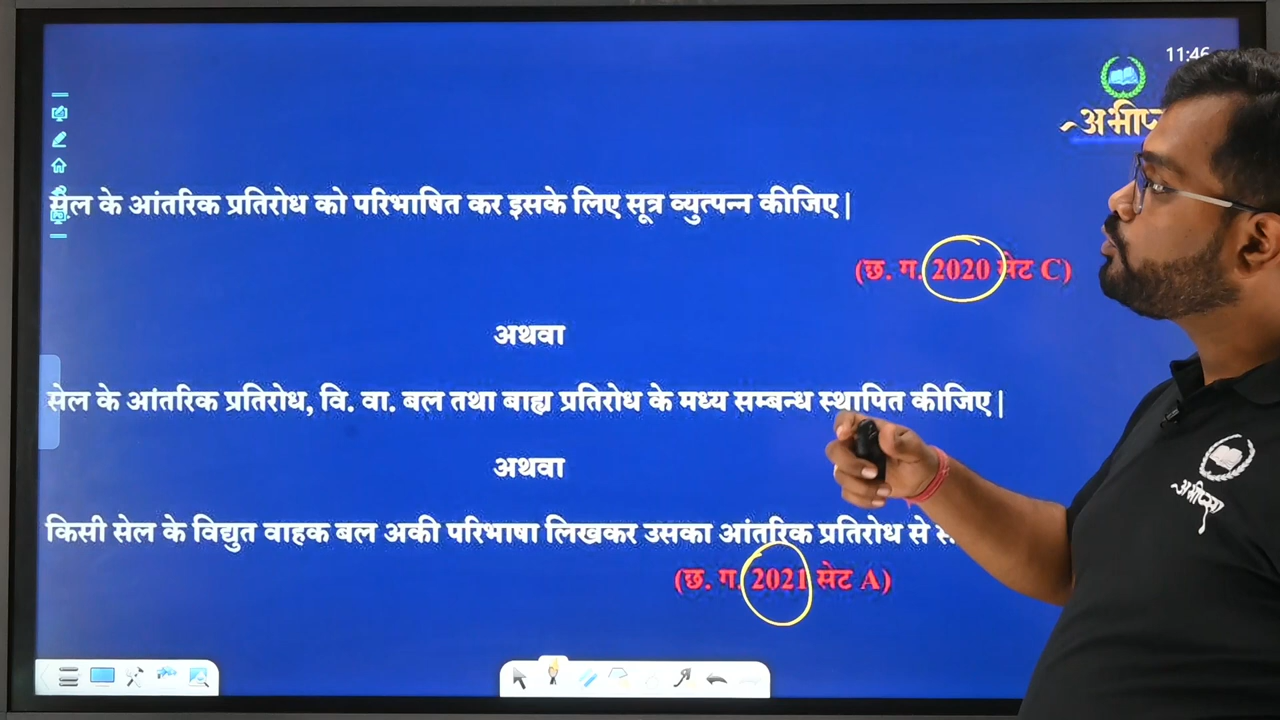 11:46
सेल के आंतरिक प्रतिरोध को परिभाषित कर इसके लिए सूत्र व्युत्पन्न कीजिए |
(छ. ग. 2020 सेट C)
अथवा
सेल के आंतरिक प्रतिरोध, वि. वा. बल तथा बाह्य प्रतिरोध के मध्य सम्बन्ध स्थापित कीजिए |
अथवा
किसी सेल के विद्युत वाहक बल अकी परिभाषा लिखकर उसका आंतरिक प्रतिरोध से
(छ. ग. 2021 सेट A)
अभीप्सा